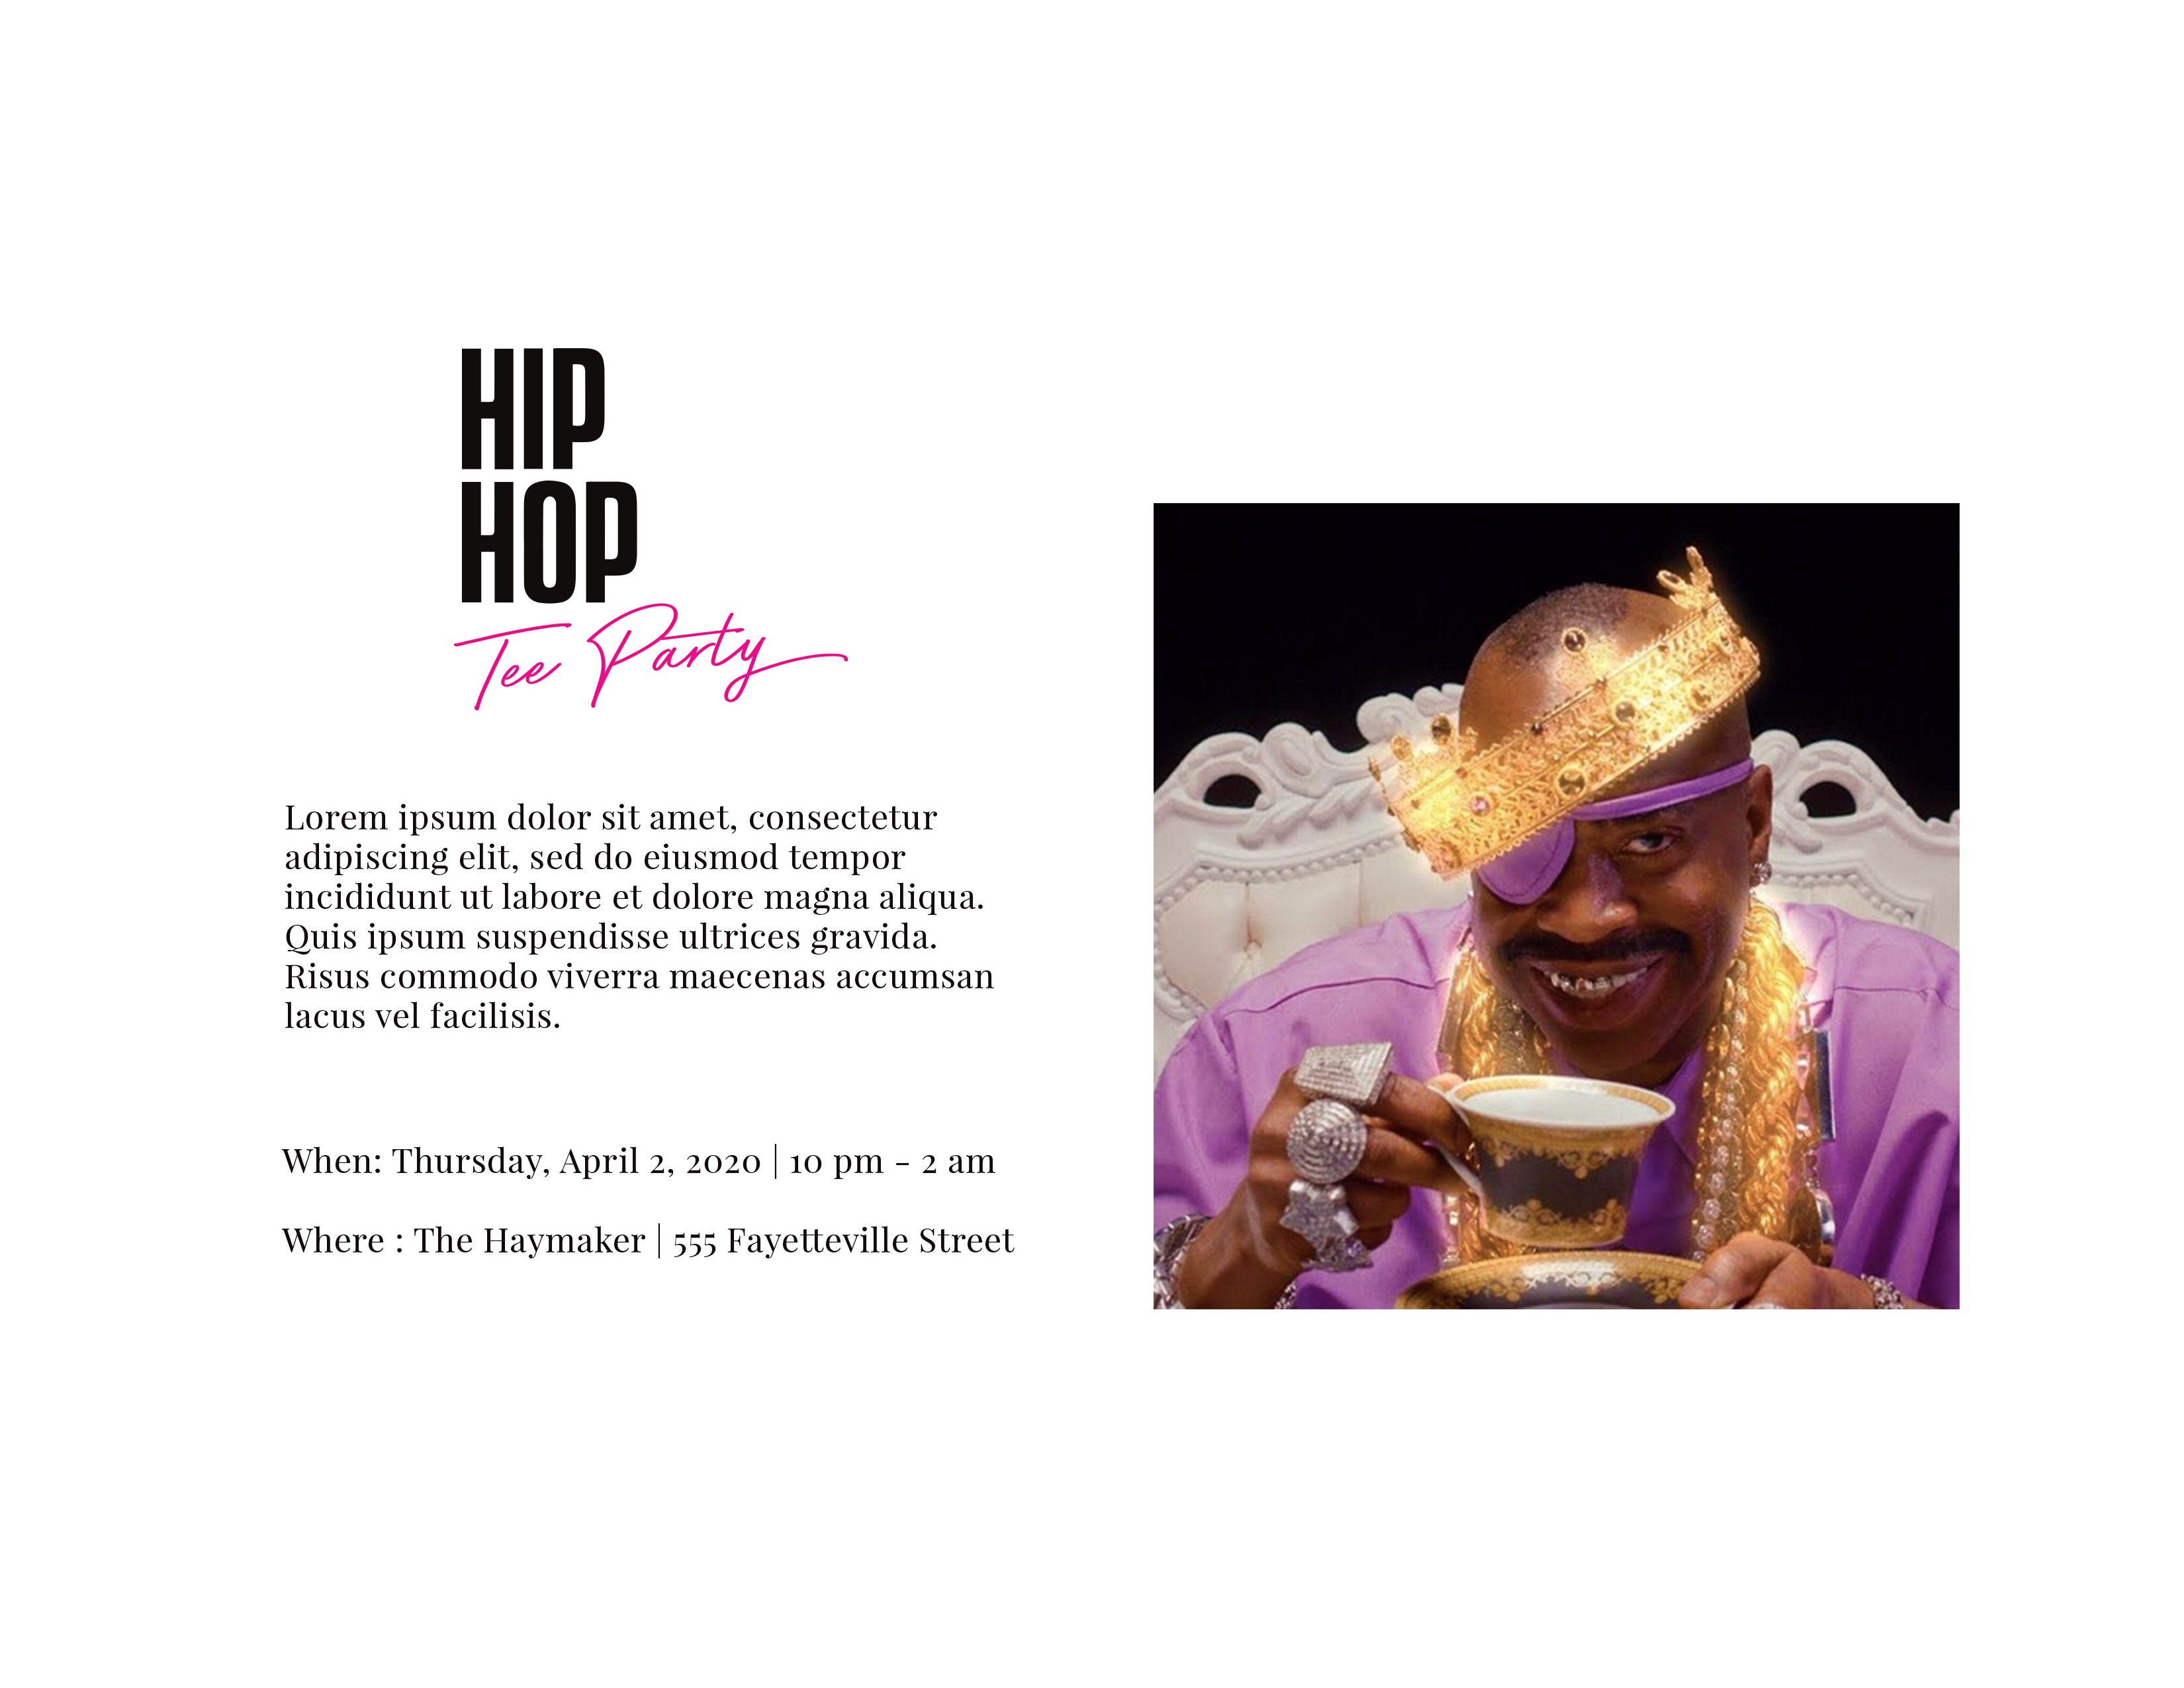 HIP
HOP
Tee Party
Lorem ipsum dolor sit amet, consectetur
adipiscing elit, sed do eiusmod tempor
incididunt ut labore et dolore magna aliqua.
Quis ipsum suspendisse ultrices gravida.
Risus commodo viverra maecenas accumsan
lacus vel facilisis.
When: Thursday, April 2, 2020 | 10 pm - 2 am
Where : The Haymaker | 555 Fayetteville Street